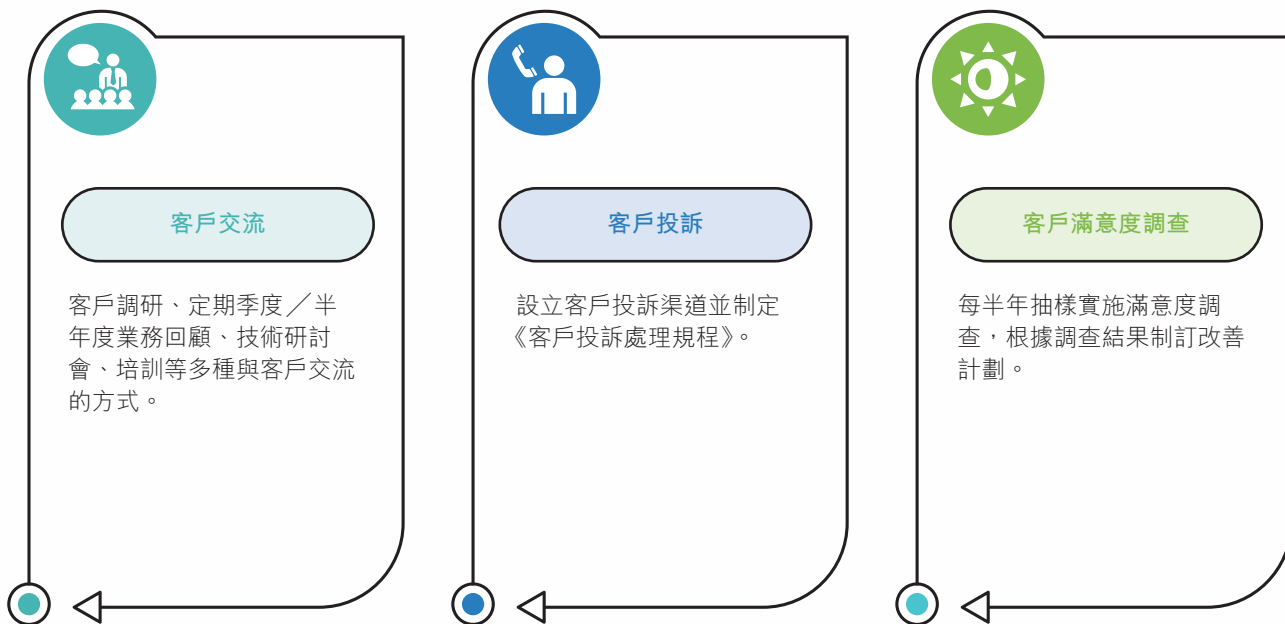 客戶交流
客戶調研、定期季度／半
年度業務回顧、技術研討
會、培訓等多種與客戶交流
的方式。
客戶投訴
設立客戶投訴渠道並制定
《客戶投訴處理規程》。
客戶滿意度調查
每半年抽樣實施滿意度調
查，根據調查結果制訂改善
計劃。